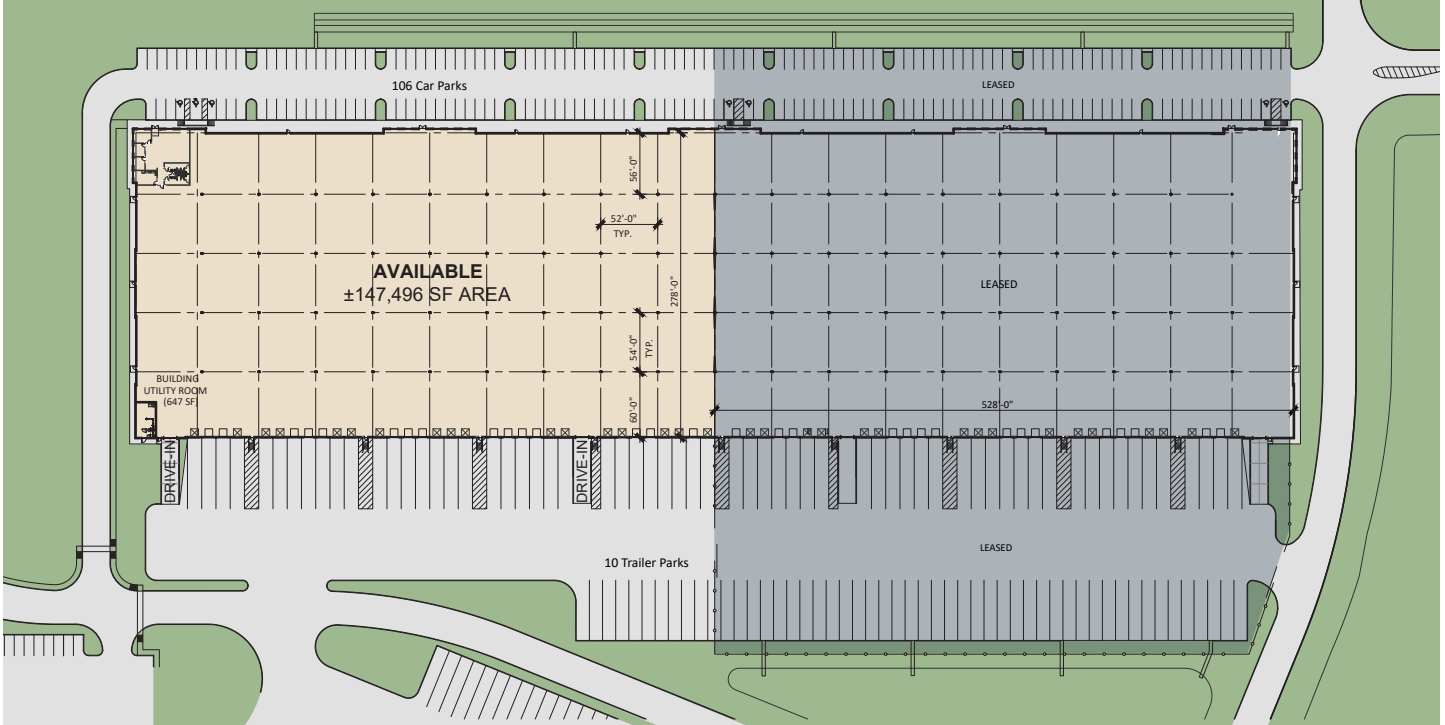 106 Car Parks
LEASED
56'-0"
52'-0"
TYP.
278'-0"
AVAILABLE
±147,496 SF AREA
LEASED
54'-0"
TYP.
BUILDING
UTILITY ROOM
(647 SF)
60'-0"
528'-0"
DRIVE-IN
DRIVE-IN
10 Trailer Parks
LEASED